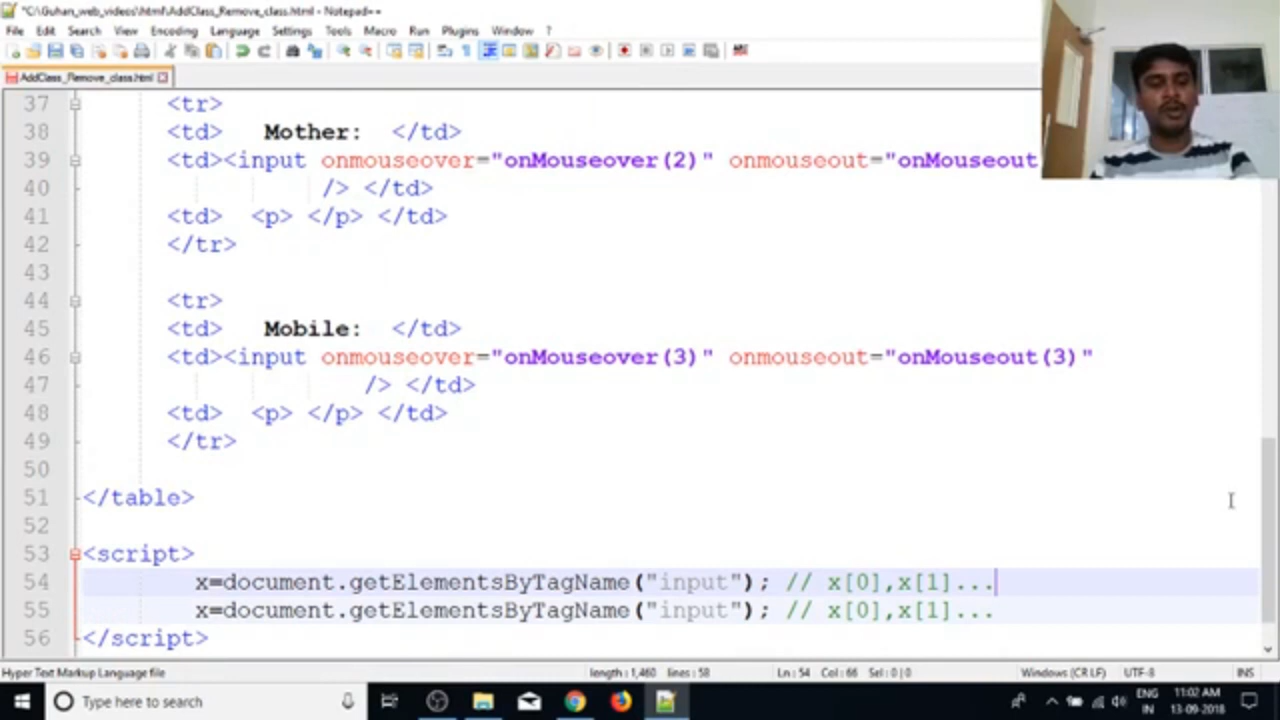 *C:\Guhan_web_videos\html\AddClass_Remove_class.html - Notepad++
File Edit Search View Encoding Language Settings Tools Macro Run Plugins Window ?
AddClass_Remove_class.html
37 <tr>
38 <td> Mother: </td>
39 <td><input onmouseover="onMouseover(2)" onmouseout="onMouseout
40 /> </td>
41 <td> <p> </p> </td>
42 </tr>
43
44 <tr>
45 <td> Mobile: </td>
46 <td><input onmouseover="onMouseover(3)" onmouseout="onMouseout(3)"
47 /> </td>
48 <td> <p> </p> </td>
49 </tr>
50
51 </table>
52
53 <script>
54 x=document.getElementsByTagName("input"); // x[0],x[1]...
55 x=document.getElementsByTagName("input"); // x[0],x[1]...
56 </script>
Hyper Text Markup Language file length : 1,460 lines : 58 Ln : 54 Col : 66 Sel : 0 | 0 Windows (CR LF) UTF-8 INS
Type here to search ENG 11:02 AM
IN 13-09-2018